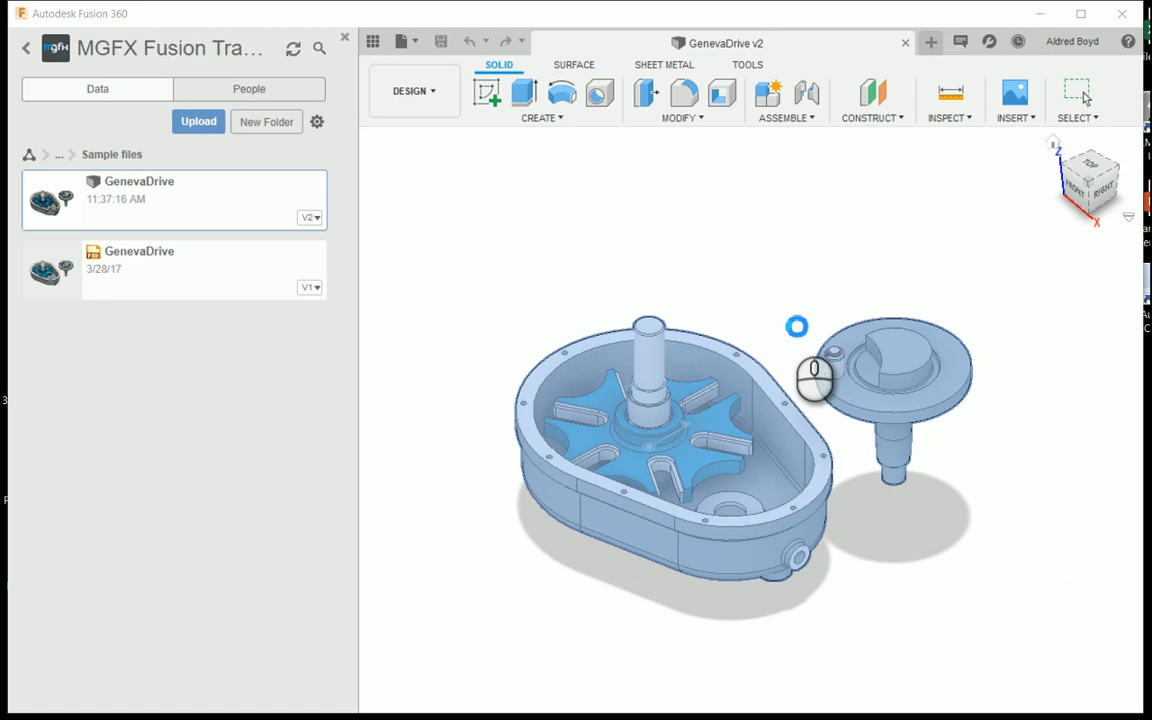 Autodesk Fusion 360
mgfx MGFX Fusion Tra...
Data People
Upload New Folder
... Sample files
GenevaDrive
11:37:16 AM
V2
GenevaDrive
3/28/17
V1
GenevaDrive v2
Aldred Boyd
SOLID SURFACE SHEET METAL TOOLS
DESIGN
CREATE MODIFY ASSEMBLE CONSTRUCT INSPECT INSERT SELECT
TOP
FRONT RIGHT
Z
X